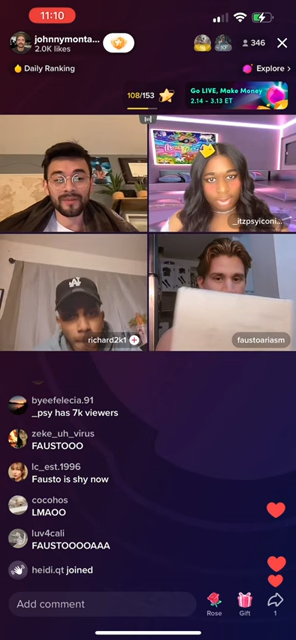 11:10
johnnymonta...
2.0K likes
346
Daily Ranking
Explore >
108/153
Go LIVE, Make Money
2.14 - 3.13 ET
_itzpsyiconi...
richard2k1
faustoariasm
byeefelecia.91
_psy has 7k viewers
zeke_uh_virus
FAUSTOOO
lc_est.1996
Fausto is shy now
cocohos
LMAOO
luv4cali
FAUSTOOOOAAA
heidi.qt joined
Add comment
Rose
Gift
1